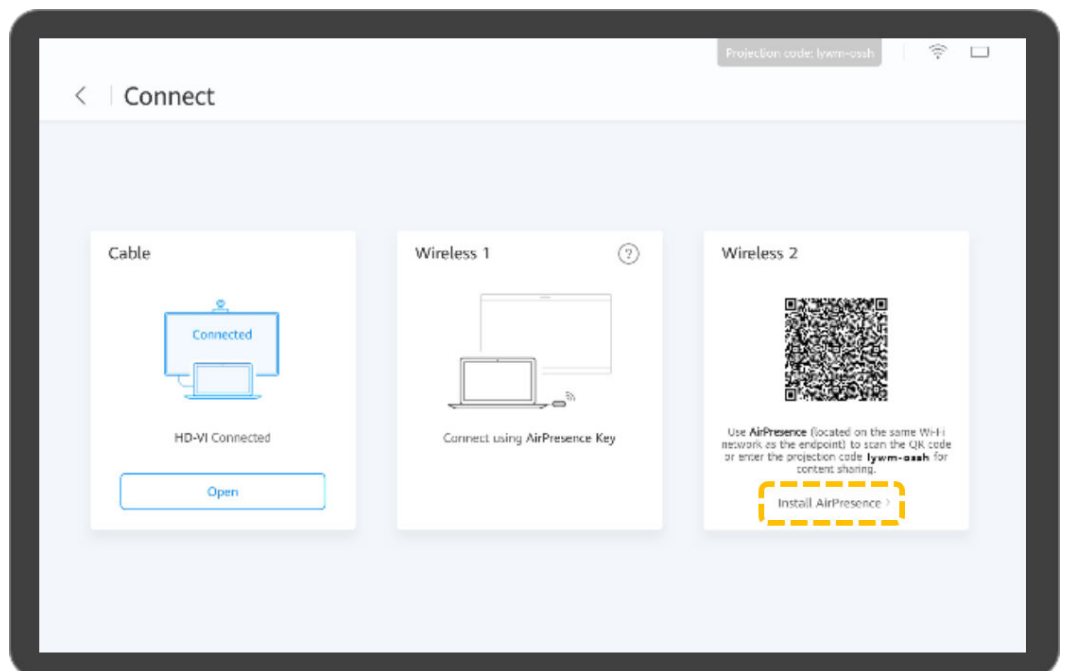 Projection code: lywm-ossh
Connect
Cable
Connected
HD-VI Connected
Open
Wireless 1
?
Connect using AirPresence Key
Wireless 2
Use AirPresence (located on the same Wi-Fi
network as the endpoint) to scan the QR code
or enter the projection code lywm-ossh for
content sharing.
Install AirPresence >